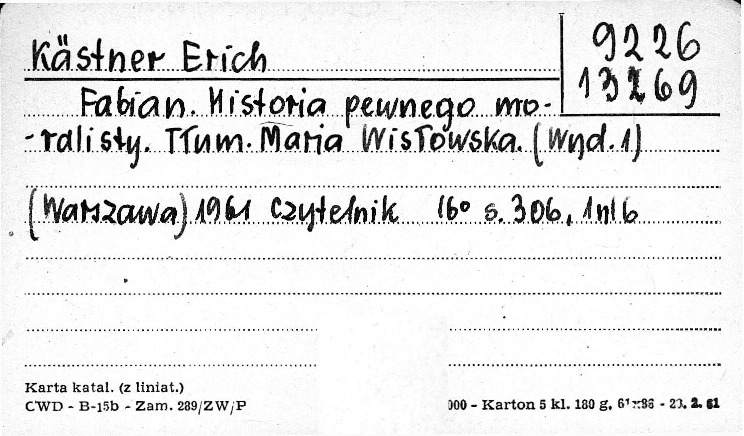 Kästner Erich
9226
13269
Fabian. Historia pewnego mo-
-ralisty. Tłum. Maria Wisłowska. (Wyd. 1)
(Warszawa) 1961 Czytelnik 16° s. 306, 1nlb
Karta katal. (z liniat.)
CWD - B-15b - Zam. 289/ZW/P
000 - Karton 5 kl. 180 g. 61x86 - 23. 2. 61